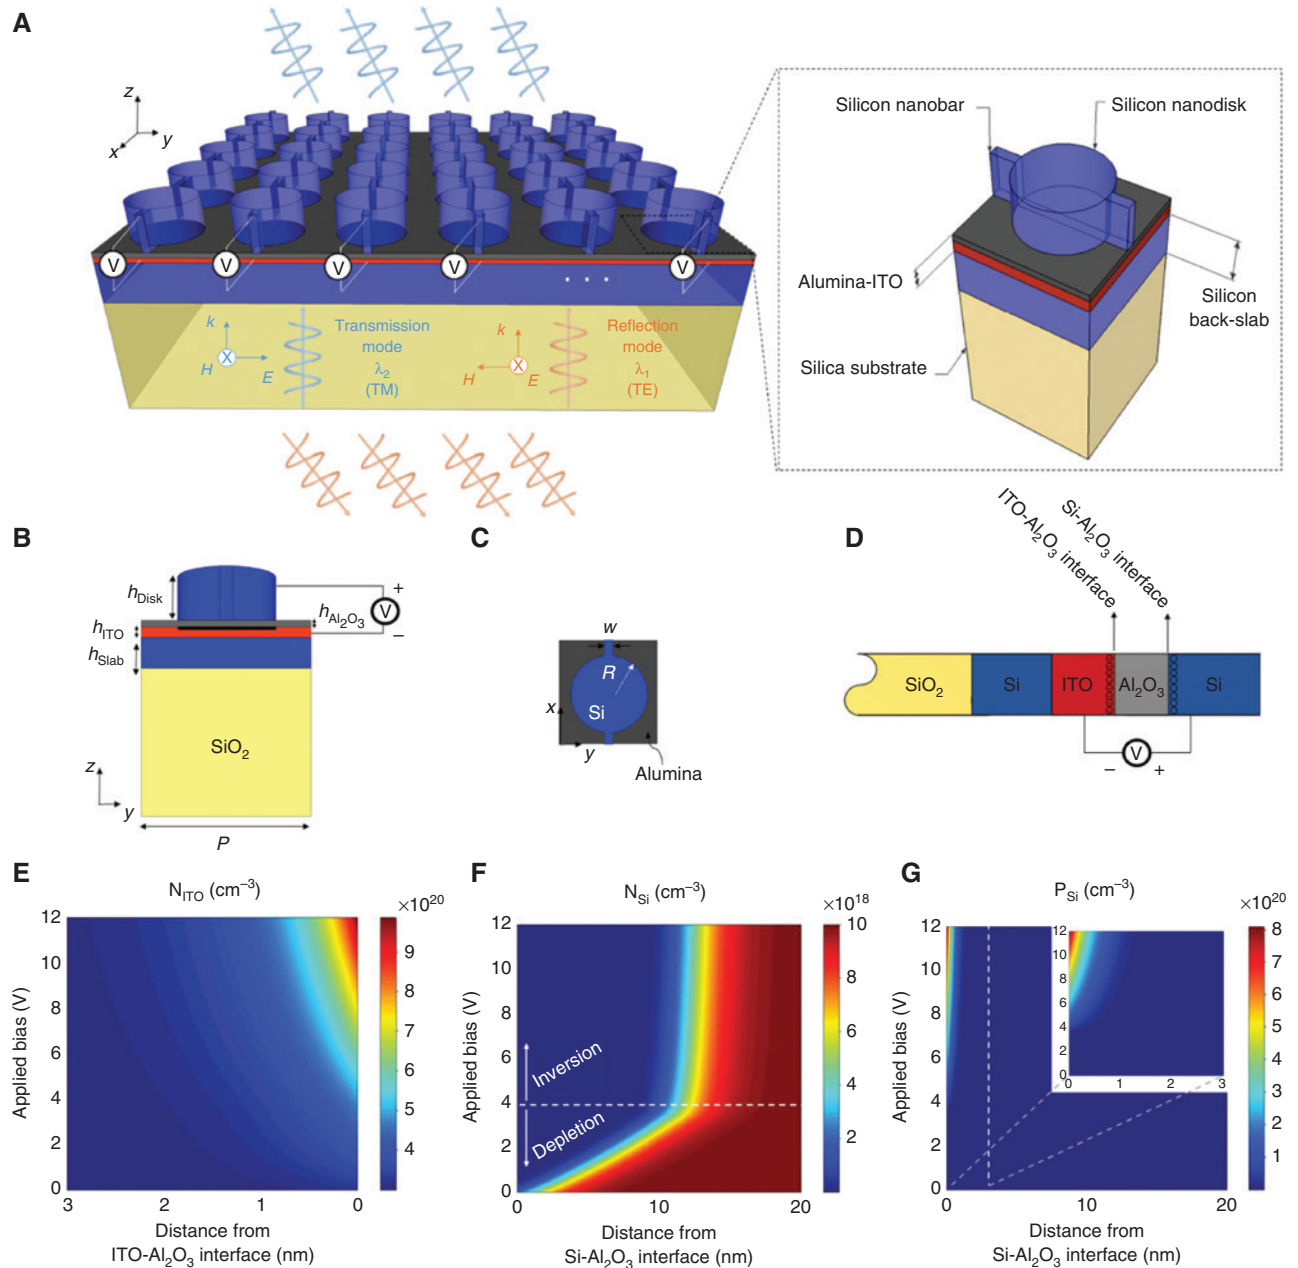 A
z
y
x
V V V V . . . V
k
H
E
Transmission
mode
λ2
(TM)
k
H
E
Reflection
mode
λ1
(TE)
Silicon nanobar
Silicon nanodisk
Alumina-ITO
Silicon
back-slab
Silica substrate
B
hDisk
hITO
hSlab
hAl2O3
+
V
−
SiO2
z
y
P
C
w
R
Si
x
y
Alumina
D
ITO-Al2O3 interface
Si-Al2O3 interface
SiO2 Si ITO Al2O3 Si
− V +
E
NITO (cm−3)
×10^20
12
10
8
6
4
2
0
3 2 1 0
9
8
7
6
5
4
Applied bias (V)
Distance from
ITO-Al2O3 interface (nm)
F
NSi (cm−3)
×10^18
12
10
8
6
4
2
0
0 10 20
10
8
6
4
2
Inversion
Depletion
Applied bias (V)
Distance from
Si-Al2O3 interface (nm)
G
PSi (cm−3)
×10^20
12
10
8
6
4
2
0
0 10 20
12
10
8
6
4
2
0
0 1 2 3
8
7
6
5
4
3
2
1
Applied bias (V)
Distance from
Si-Al2O3 interface (nm)